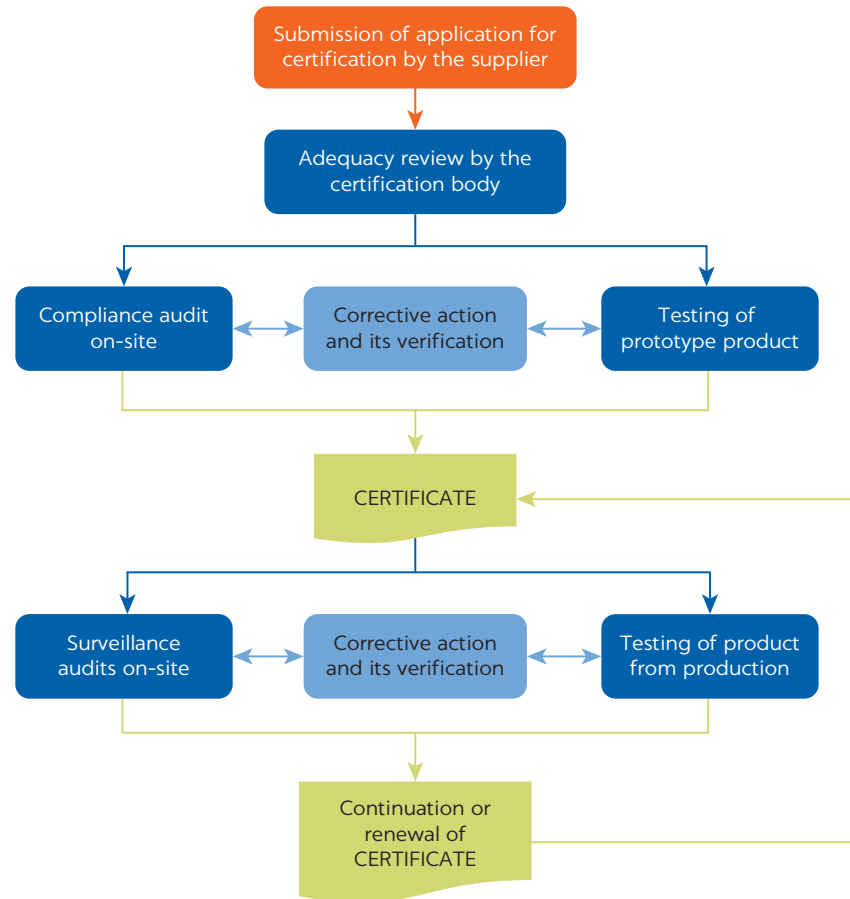 Submission of application for
certification by the supplier
Adequacy review by the
certification body
Compliance audit
on-site
Corrective action
and its verification
Testing of
prototype product
CERTIFICATE
Surveillance
audits on-site
Corrective action
and its verification
Testing of product
from production
Continuation or
renewal of
CERTIFICATE